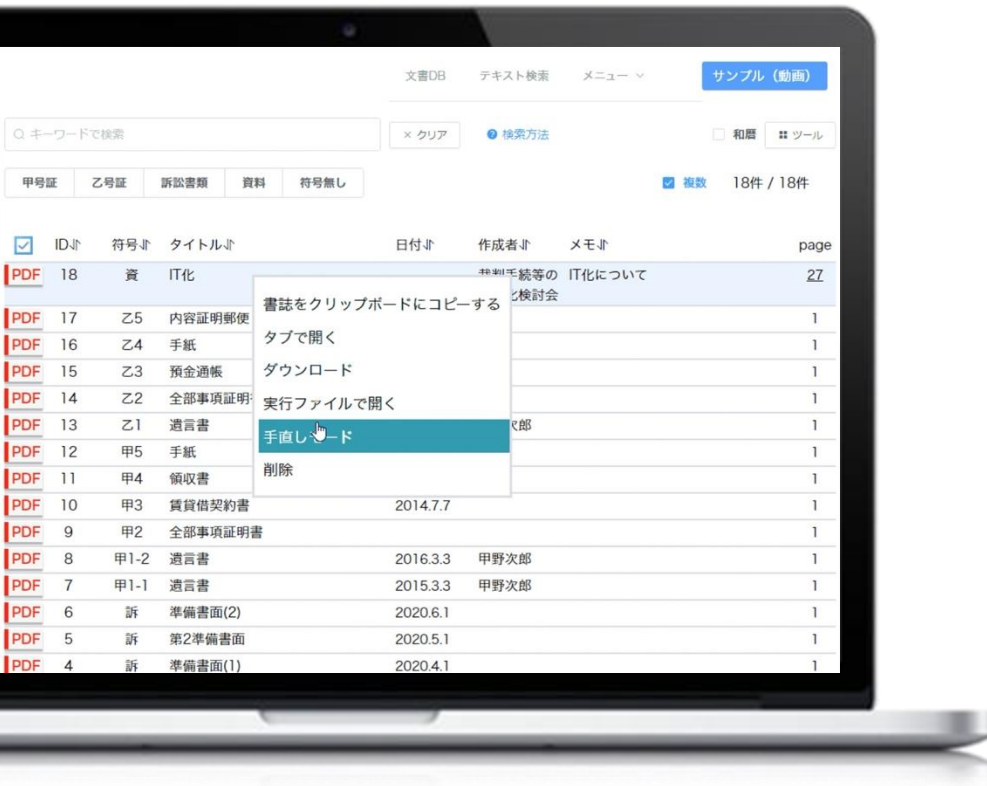 文書DB テキスト検索 メニュー サンプル（動画）
キーワードで検索 × クリア ? 検索方法 和暦 ツール
甲号証 乙号証 訴訟書類 資料 符号無し 複数 18件 / 18件
ID 符号 タイトル 日付 作成者 メモ page
PDF 18 資 IT化 裁判手続等の IT化について 27
化検討会
書誌をクリップボードにコピーする
タブで開く
ダウンロード
実行ファイルで開く
手直しモード
削除
PDF 17 乙5 内容証明郵便 1
PDF 16 乙4 手紙 1
PDF 15 乙3 預金通帳 1
PDF 14 乙2 全部事項証明 1
PDF 13 乙1 遺言書 次郎 1
PDF 12 甲5 手紙 1
PDF 11 甲4 領収書 1
PDF 10 甲3 賃貸借契約書 2014.7.7 1
PDF 9 甲2 全部事項証明書 1
PDF 8 甲1-2 遺言書 2016.3.3 甲野次郎 1
PDF 7 甲1-1 遺言書 2015.3.3 甲野次郎 1
PDF 6 訴 準備書面(2) 2020.6.1 1
PDF 5 訴 第2準備書面 2020.5.1 1
PDF 4 訴 準備書面(1) 2020.4.1 1